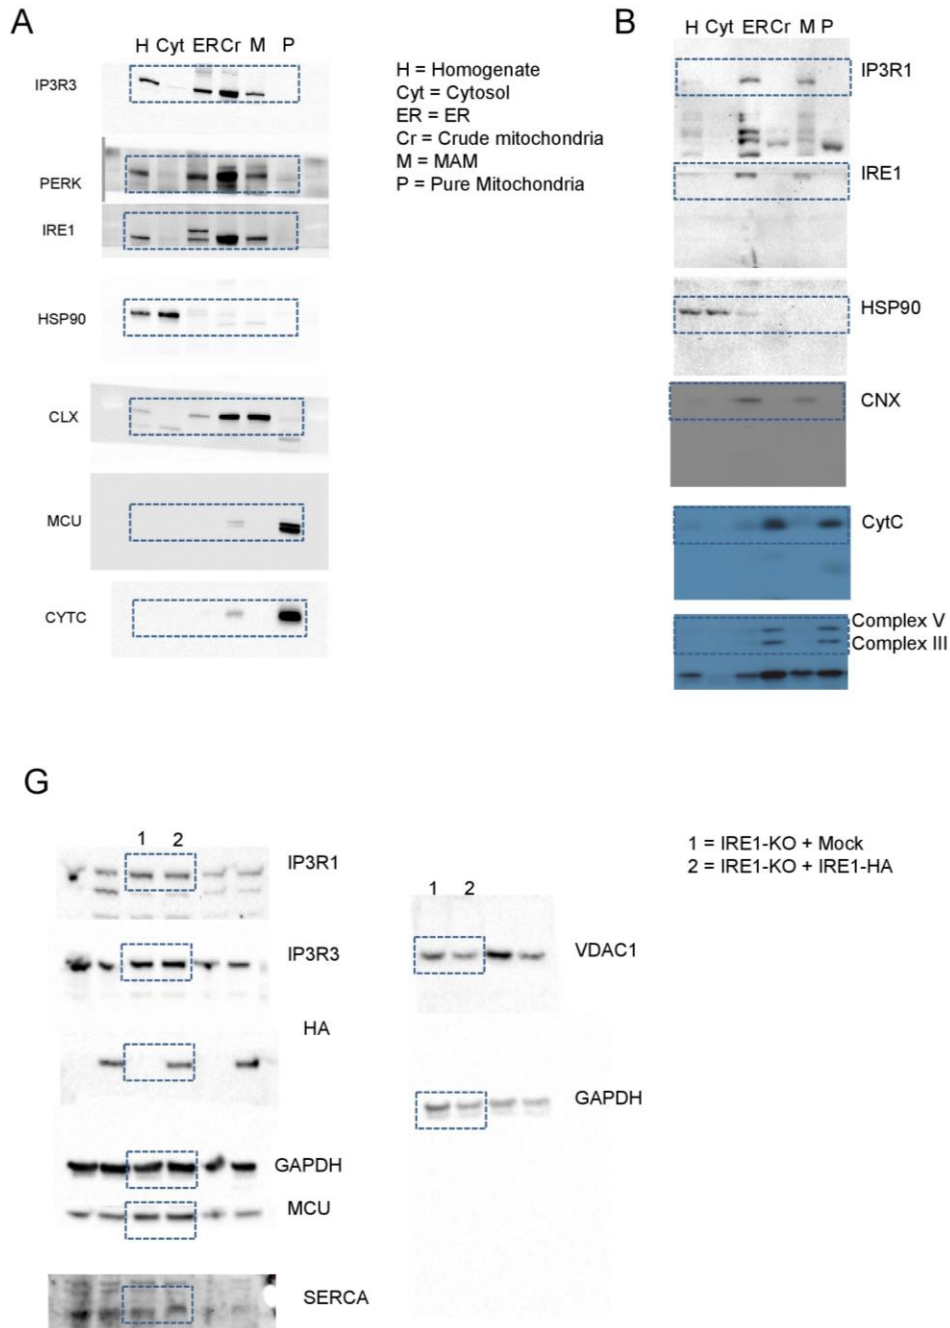 A
H Cyt ER Cr M P
IP3R3
PERK
IRE1
HSP90
CLX
MCU
CYTC
H = Homogenate
Cyt = Cytosol
ER = ER
Cr = Crude mitochondria
M = MAM
P = Pure Mitochondria
B
H Cyt ER Cr M P
IP3R1
IRE1
HSP90
CNX
CytC
Complex V
Complex III
G
1 2
IP3R1
IP3R3
HA
GAPDH
MCU
SERCA
1 2
VDAC1
GAPDH
1 = IRE1-KO + Mock
2 = IRE1-KO + IRE1-HA